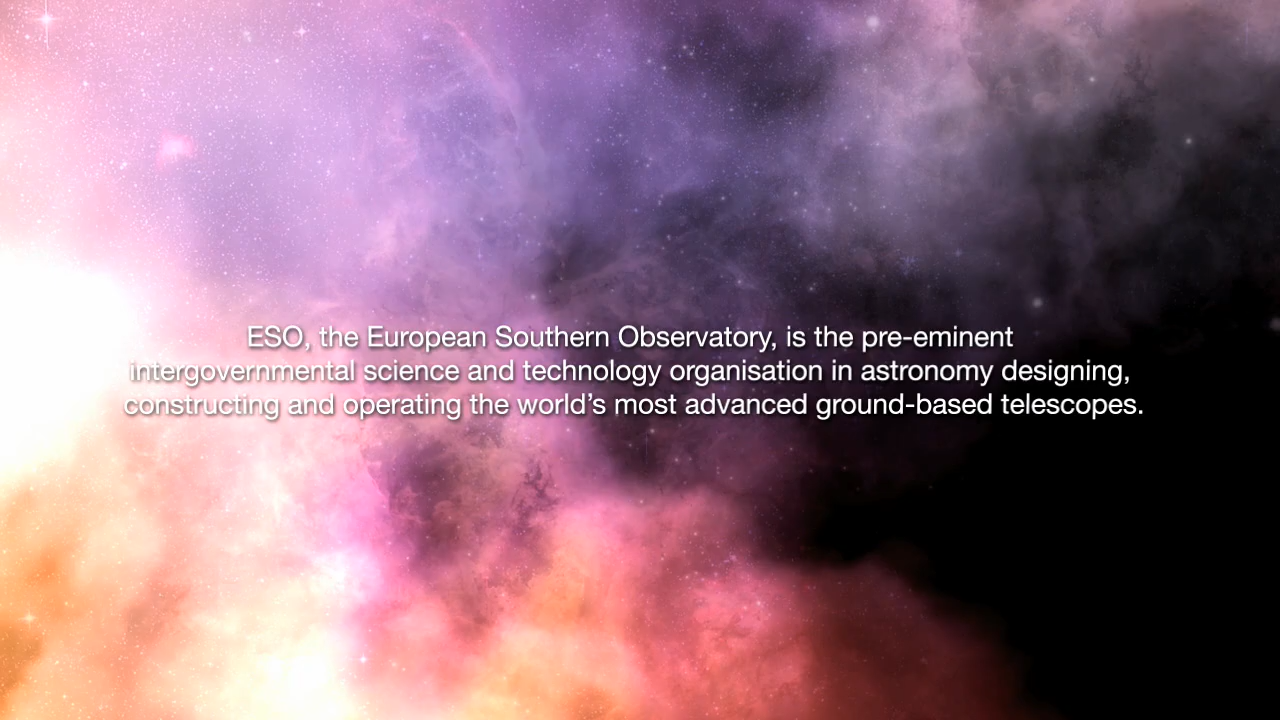 ESO, the European Southern Observatory, is the pre-eminent
intergovernmental science and technology organisation in astronomy designing,
constructing and operating the world’s most advanced ground-based telescopes.